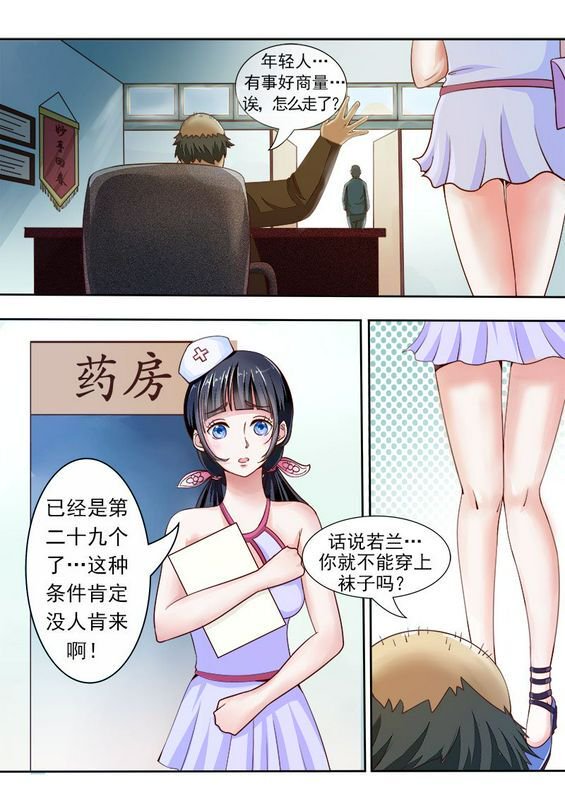 年轻人…
有事好商量…
诶，怎么走了？
妙手回春
药房
已经是第
二十九个
了…这种
条件肯定
没人肯来
啊！
话说若兰…
你就不能穿上
袜子吗？